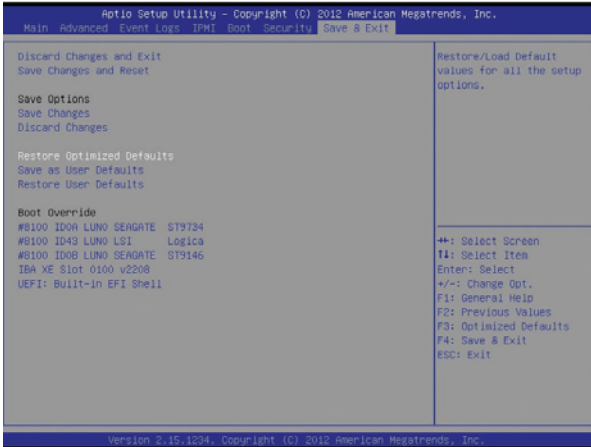 Aptio Setup Utility – Copyright (C) 2012 American Megatrends, Inc.
Main Advanced Event Logs IPMI Boot Security Save & Exit
Discard Changes and Exit
Save Changes and Reset
Save Options
Save Changes
Discard Changes
Restore Optimized Defaults
Save as User Defaults
Restore User Defaults
Boot Override
#8100 ID0A LUN0 SEAGATE ST9734
#8100 ID43 LUN0 LSI Logica
#8100 ID0B LUN0 SEAGATE ST9146
IBA XE Slot 0100 v2208
UEFI: Built-in EFI Shell
Restore/Load Default
values for all the setup
options.
→←: Select Screen
↑↓: Select Item
Enter: Select
+/-: Change Opt.
F1: General Help
F2: Previous Values
F3: Optimized Defaults
F4: Save & Exit
ESC: Exit
Version 2.15.1234. Copyright (C) 2012 American Megatrends, Inc.